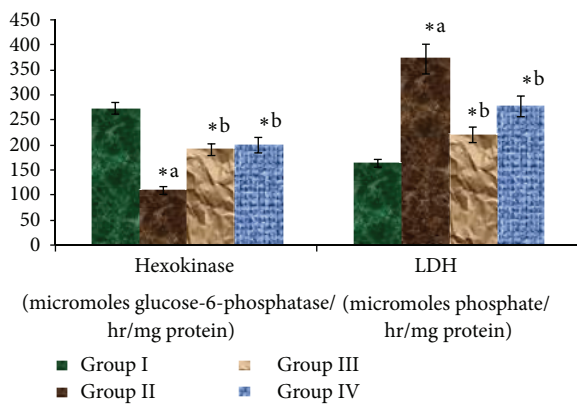 450
400
350
300
250
200
150
100
50
0
*a
*b
*b
*a
*b
*b
Hexokinase
LDH
(micromoles glucose-6-phosphatase/
hr/mg protein)
(micromoles phosphate/
hr/mg protein)
Group I
Group II
Group III
Group IV